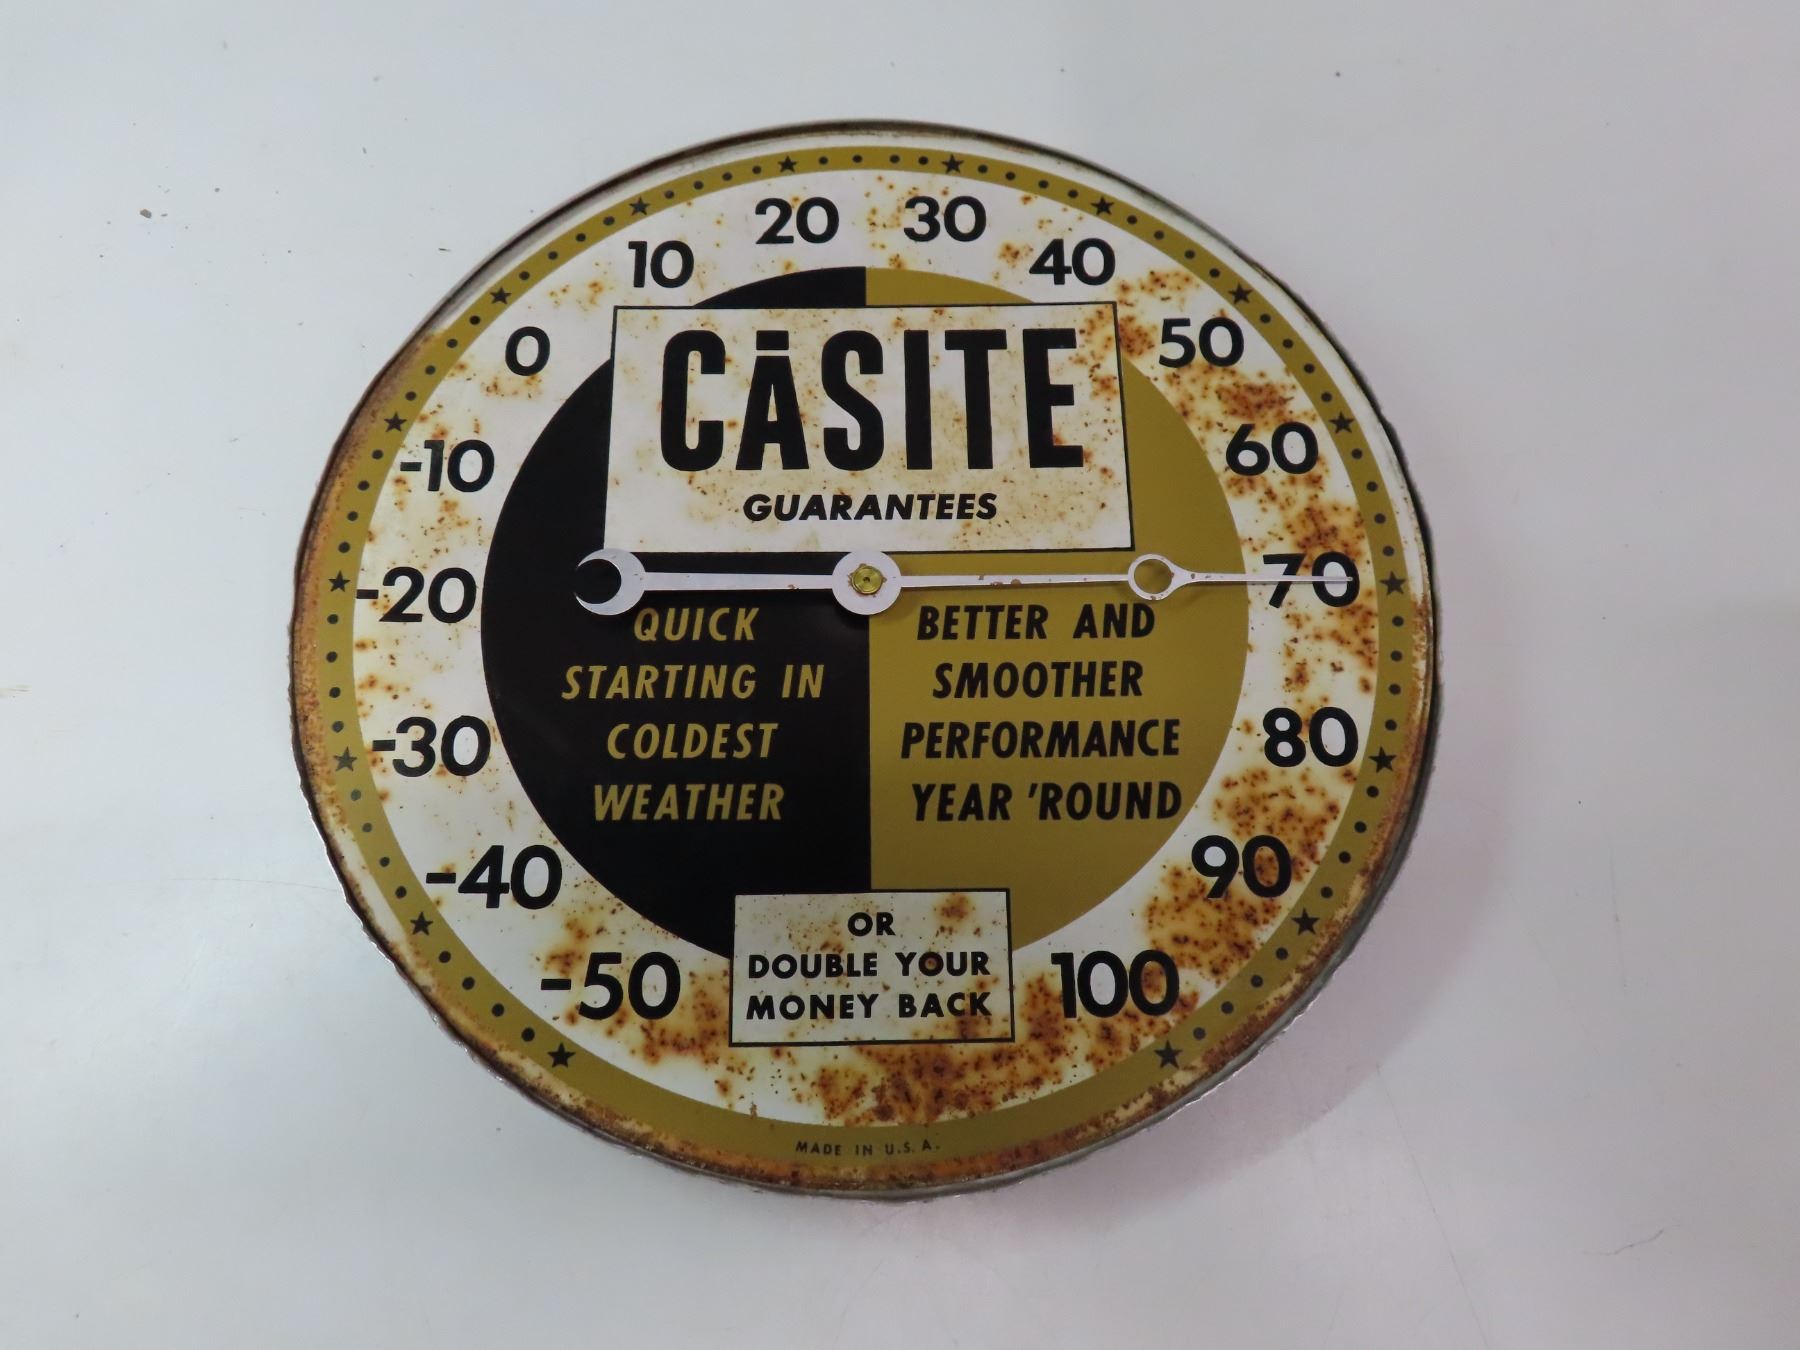 20 30
10 40
0 50
CĀSITE
-10 60
GUARANTEES
-20 70
QUICK
STARTING IN
COLDEST
WEATHER
BETTER AND
SMOOTHER
PERFORMANCE
YEAR 'ROUND
-30 80
-40 90
-50 100
OR
DOUBLE YOUR
MONEY BACK
MADE IN U.S.A.